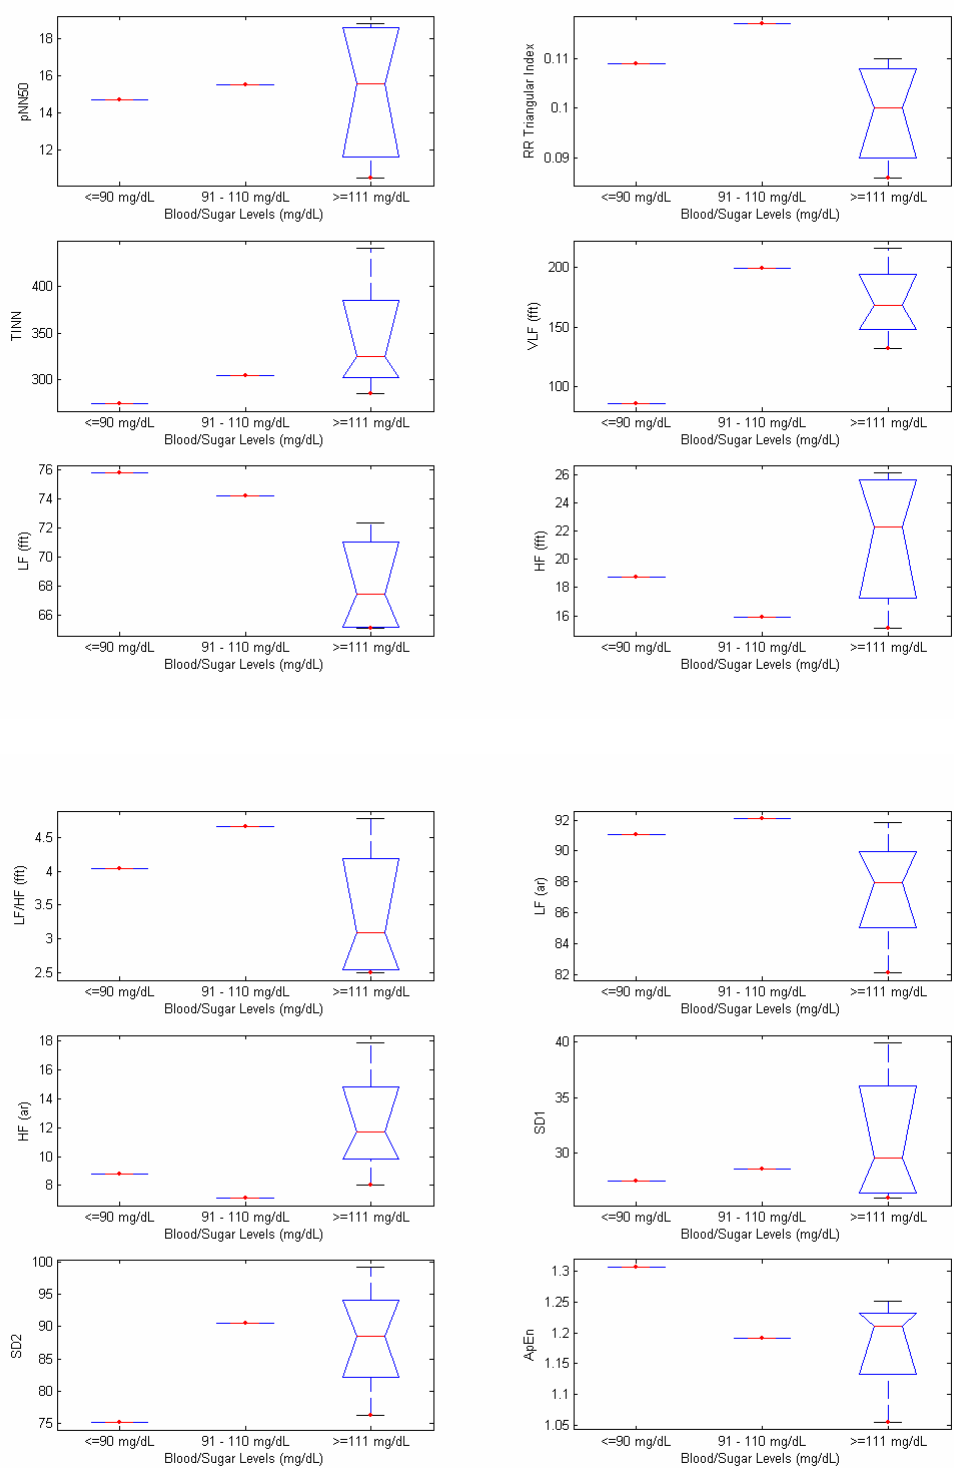 18
16
14
12
pNN50
<=90 mg/dL 91 - 110 mg/dL >=111 mg/dL
Blood/Sugar Levels (mg/dL)
0.11
0.1
0.09
RR Triangular Index
<=90 mg/dL 91 - 110 mg/dL >=111 mg/dL
Blood/Sugar Levels (mg/dL)
400
350
300
TINN
<=90 mg/dL 91 - 110 mg/dL >=111 mg/dL
Blood/Sugar Levels (mg/dL)
200
150
100
VLF (fft)
<=90 mg/dL 91 - 110 mg/dL >=111 mg/dL
Blood/Sugar Levels (mg/dL)
76
74
72
70
68
66
LF (fft)
<=90 mg/dL 91 - 110 mg/dL >=111 mg/dL
Blood/Sugar Levels (mg/dL)
26
24
22
20
18
16
HF (fft)
<=90 mg/dL 91 - 110 mg/dL >=111 mg/dL
Blood/Sugar Levels (mg/dL)
4.5
4
3.5
3
2.5
LF/HF (fft)
<=90 mg/dL 91 - 110 mg/dL >=111 mg/dL
Blood/Sugar Levels (mg/dL)
92
90
88
86
84
82
LF (ar)
<=90 mg/dL 91 - 110 mg/dL >=111 mg/dL
Blood/Sugar Levels (mg/dL)
18
16
14
12
10
8
HF (ar)
<=90 mg/dL 91 - 110 mg/dL >=111 mg/dL
Blood/Sugar Levels (mg/dL)
40
35
30
SD1
<=90 mg/dL 91 - 110 mg/dL >=111 mg/dL
Blood/Sugar Levels (mg/dL)
100
95
90
85
80
75
SD2
<=90 mg/dL 91 - 110 mg/dL >=111 mg/dL
Blood/Sugar Levels (mg/dL)
1.3
1.25
1.2
1.15
1.1
1.05
ApEn
<=90 mg/dL 91 - 110 mg/dL >=111 mg/dL
Blood/Sugar Levels (mg/dL)